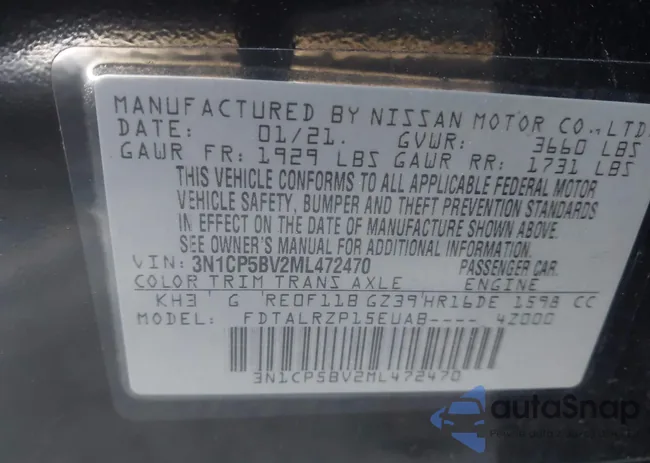 MANUFACTURED BY NISSAN MOTOR CO., LTD.
DATE: 01/21. GVWR: 3660 LBS
GAWR FR: 1929 LBS GAWR RR: 1731 LBS
THIS VEHICLE CONFORMS TO ALL APPLICABLE FEDERAL MOTOR
VEHICLE SAFETY, BUMPER AND THEFT PREVENTION STANDARDS
IN EFFECT ON THE DATE OF MANUFACTURE SHOWN ABOVE.
SEE OWNER'S MANUAL FOR ADDITIONAL INFORMATION.
VIN: 3N1CP5BV2ML472470 PASSENGER CAR.
COLOR TRIM TRANS AXLE ENGINE
KH3 G RE0F11B GZ39 HR16DE 1598 CC
MODEL: FDTALRZP15EUAB---- 4Z000
3N1CP5BV2ML472470
autoSnap